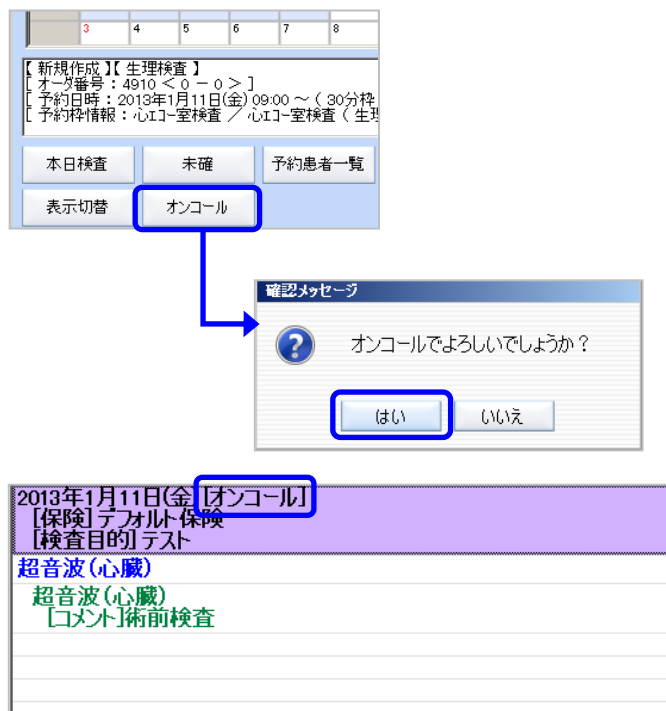 3 4 5 6 7 8
【 新規作成 】【 生理検査 】
[ オーダ番号：4910 < 0 － 0 > ]
[ 予約日時：2013年1月11日(金) 09:00 ～ ( 30分枠
[ 予約枠情報：心エコー室検査 ／ 心エコー室検査 ( 生理
本日検査 未確 予約患者一覧
表示切替 オンコール
確認メッセージ
オンコールでよろしいでしょうか？
はい いいえ
2013年1月11日(金) [オンコール]
[保険] デフォルト保険
[検査目的] テスト
超音波(心臓)
超音波(心臓)
[コメント]術前検査